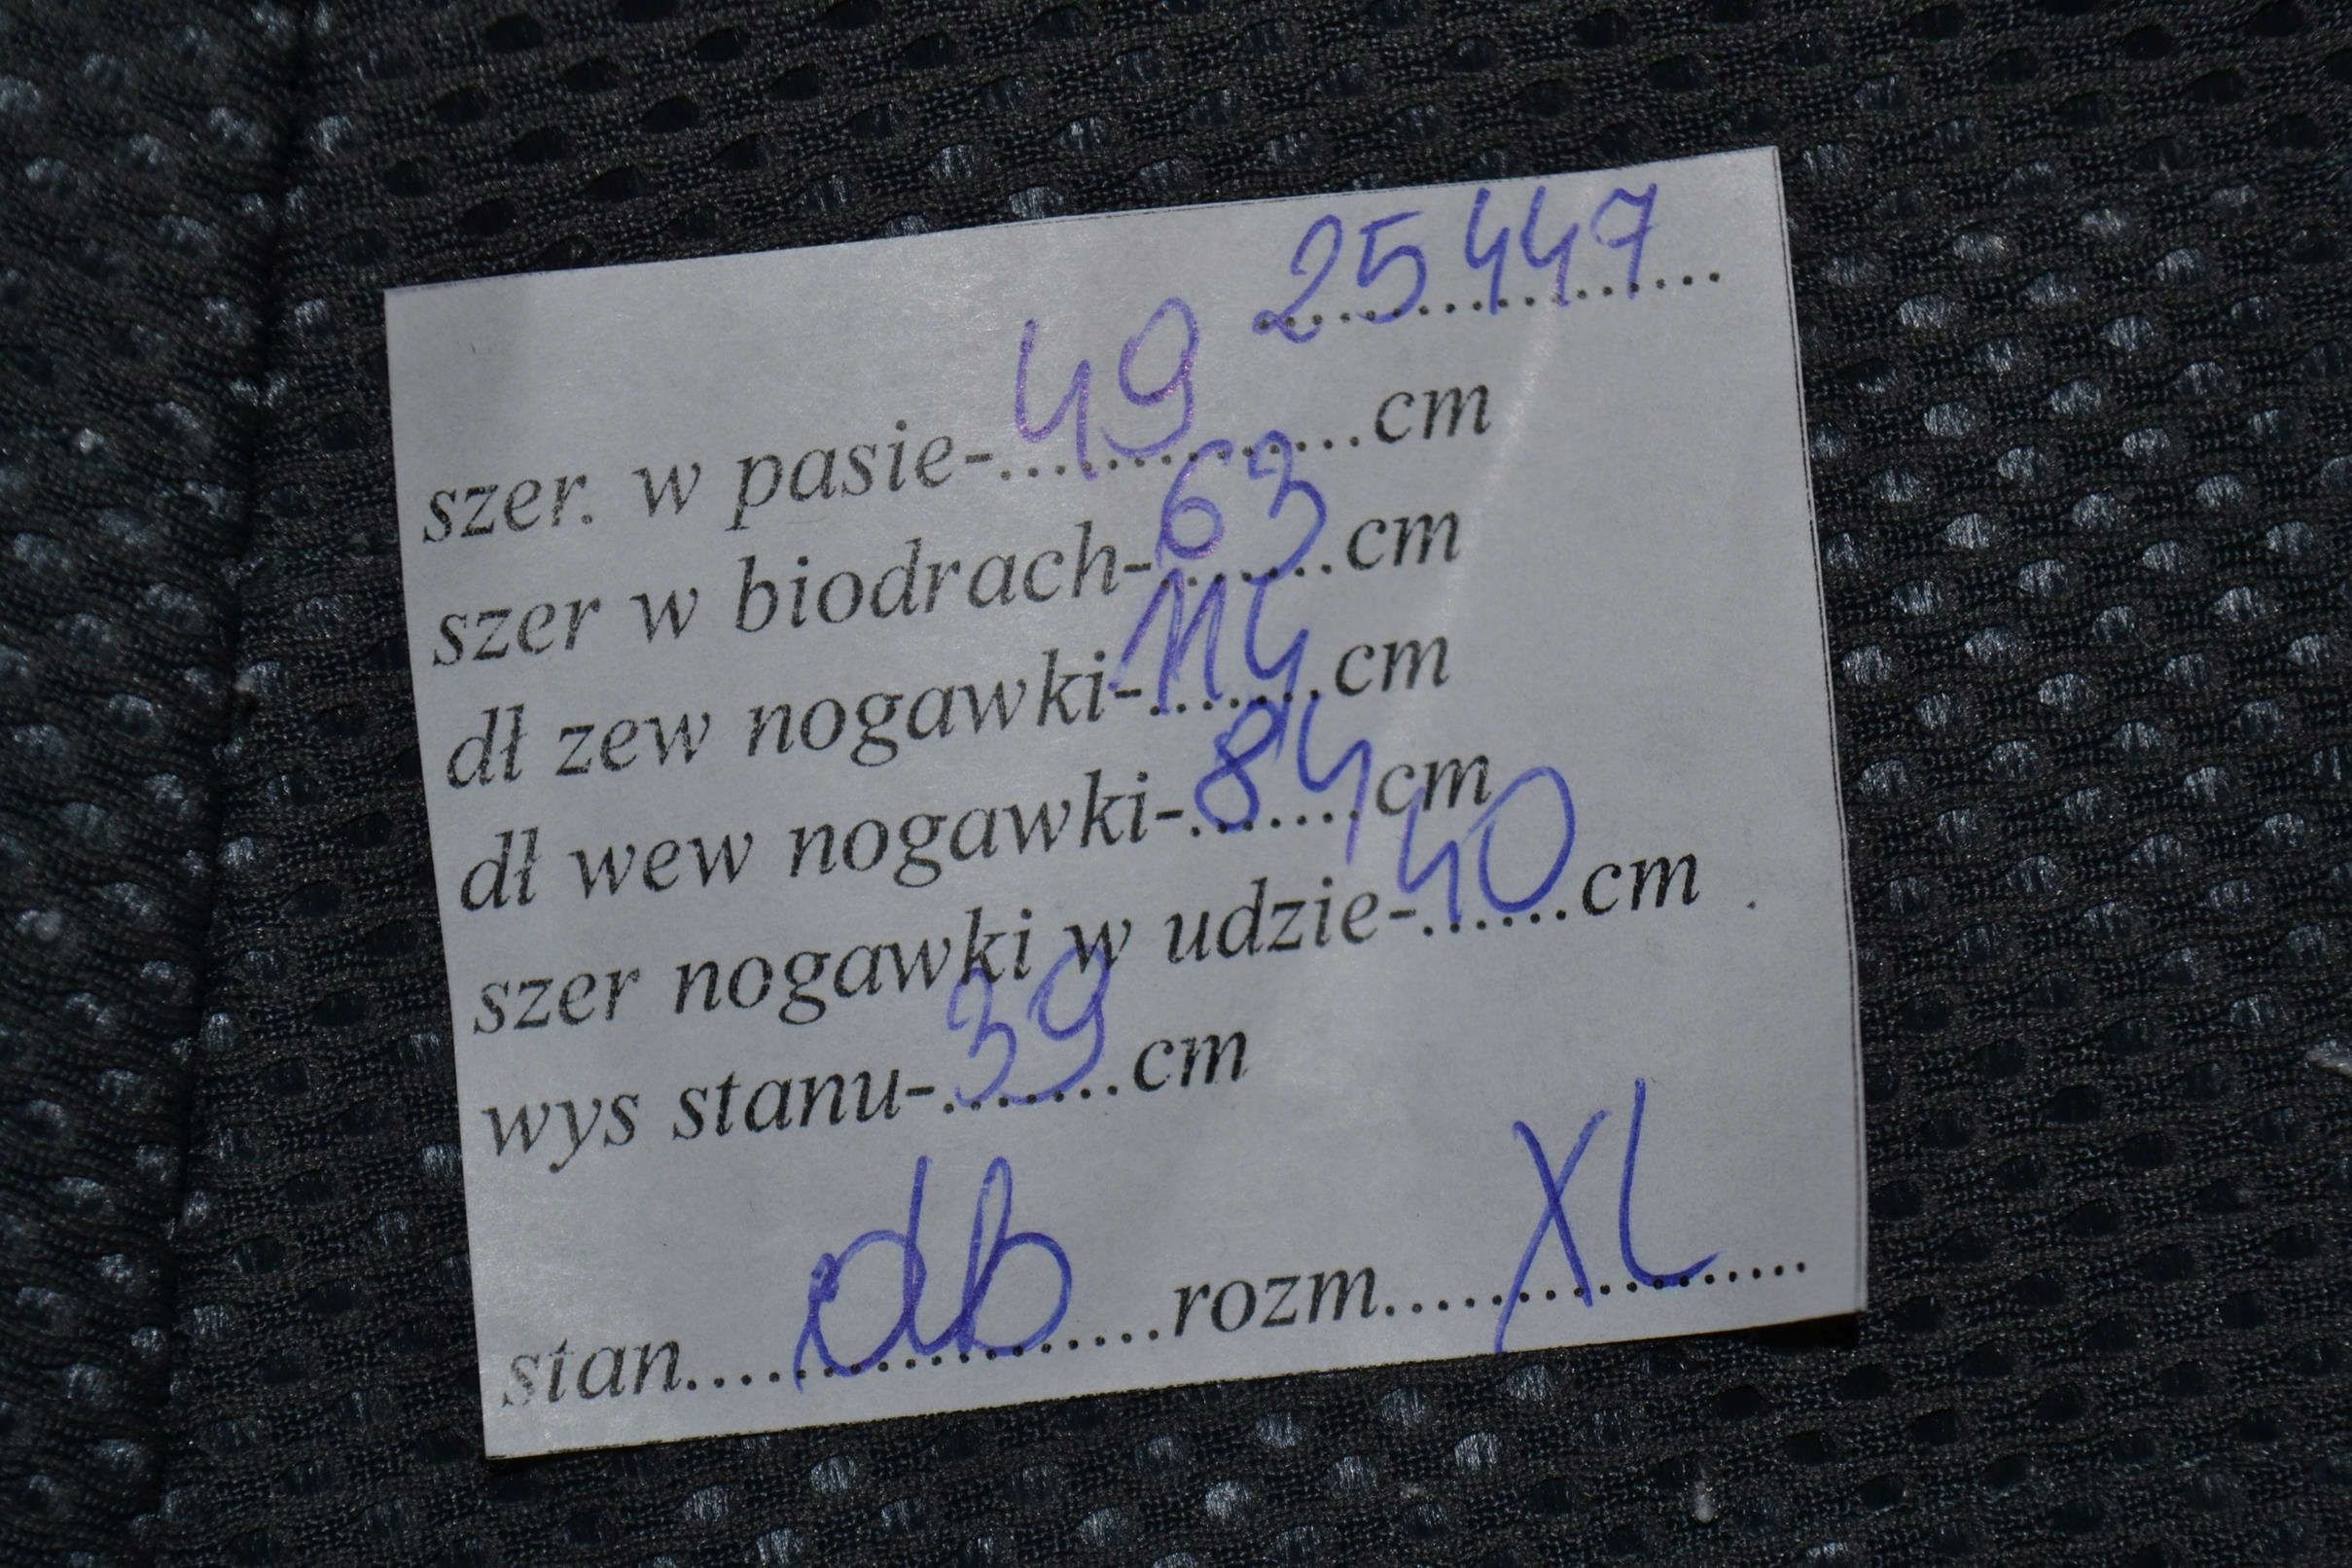 25447
szer. w pasie-49.......cm
szer w biodrach-63.......cm
dł zew nogawki-114.......cm
dł wew nogawki-84.......cm
szer nogawki w udzie-40......cm
wys stanu-39.......cm
stan....db....rozm....XL....